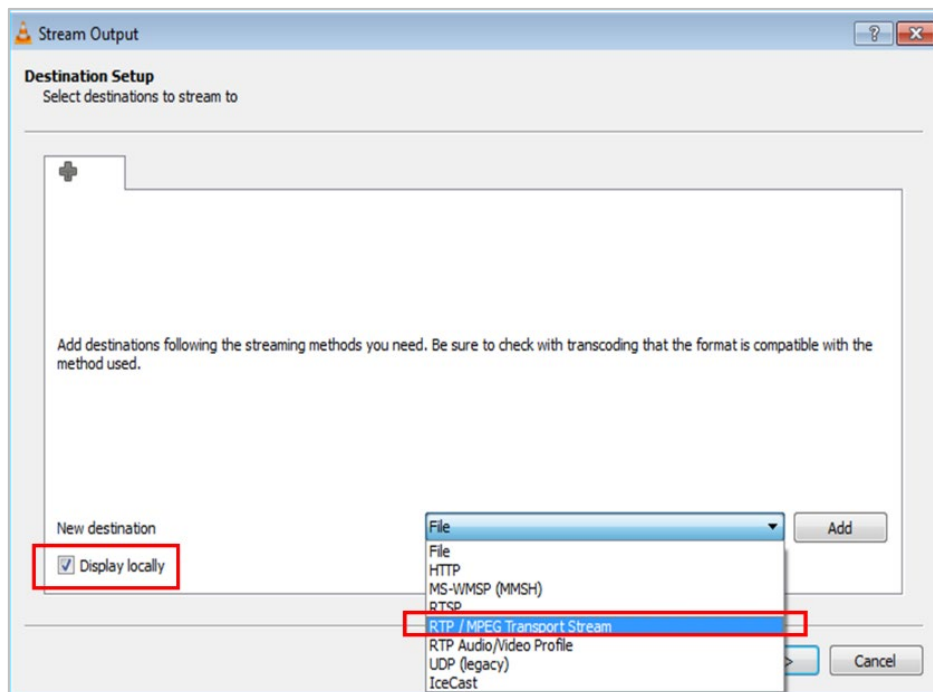 Stream Output
Destination Setup
Select destinations to stream to
Add destinations following the streaming methods you need. Be sure to check with transcoding that the format is compatible with the
method used.
New destination
File
Add
Display locally
File
HTTP
MS-WMSP (MMSH)
RTSP
RTP / MPEG Transport Stream
RTP Audio/Video Profile
UDP (legacy)
IceCast
>
Cancel